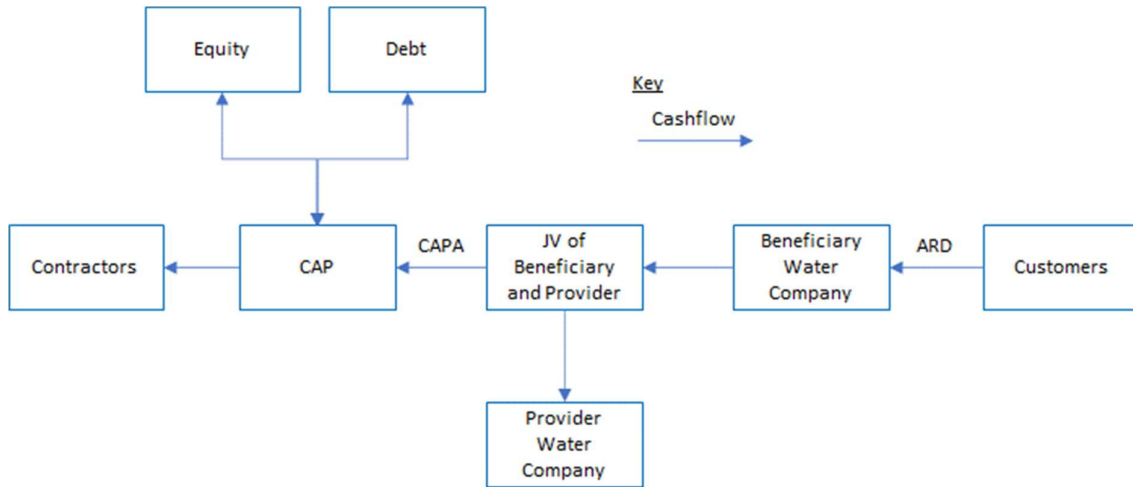 Equity
Debt
Key
Cashflow
Contractors
CAP
CAPA
JV of
Beneficiary
and Provider
Beneficiary
Water
Company
ARD
Customers
Provider
Water
Company